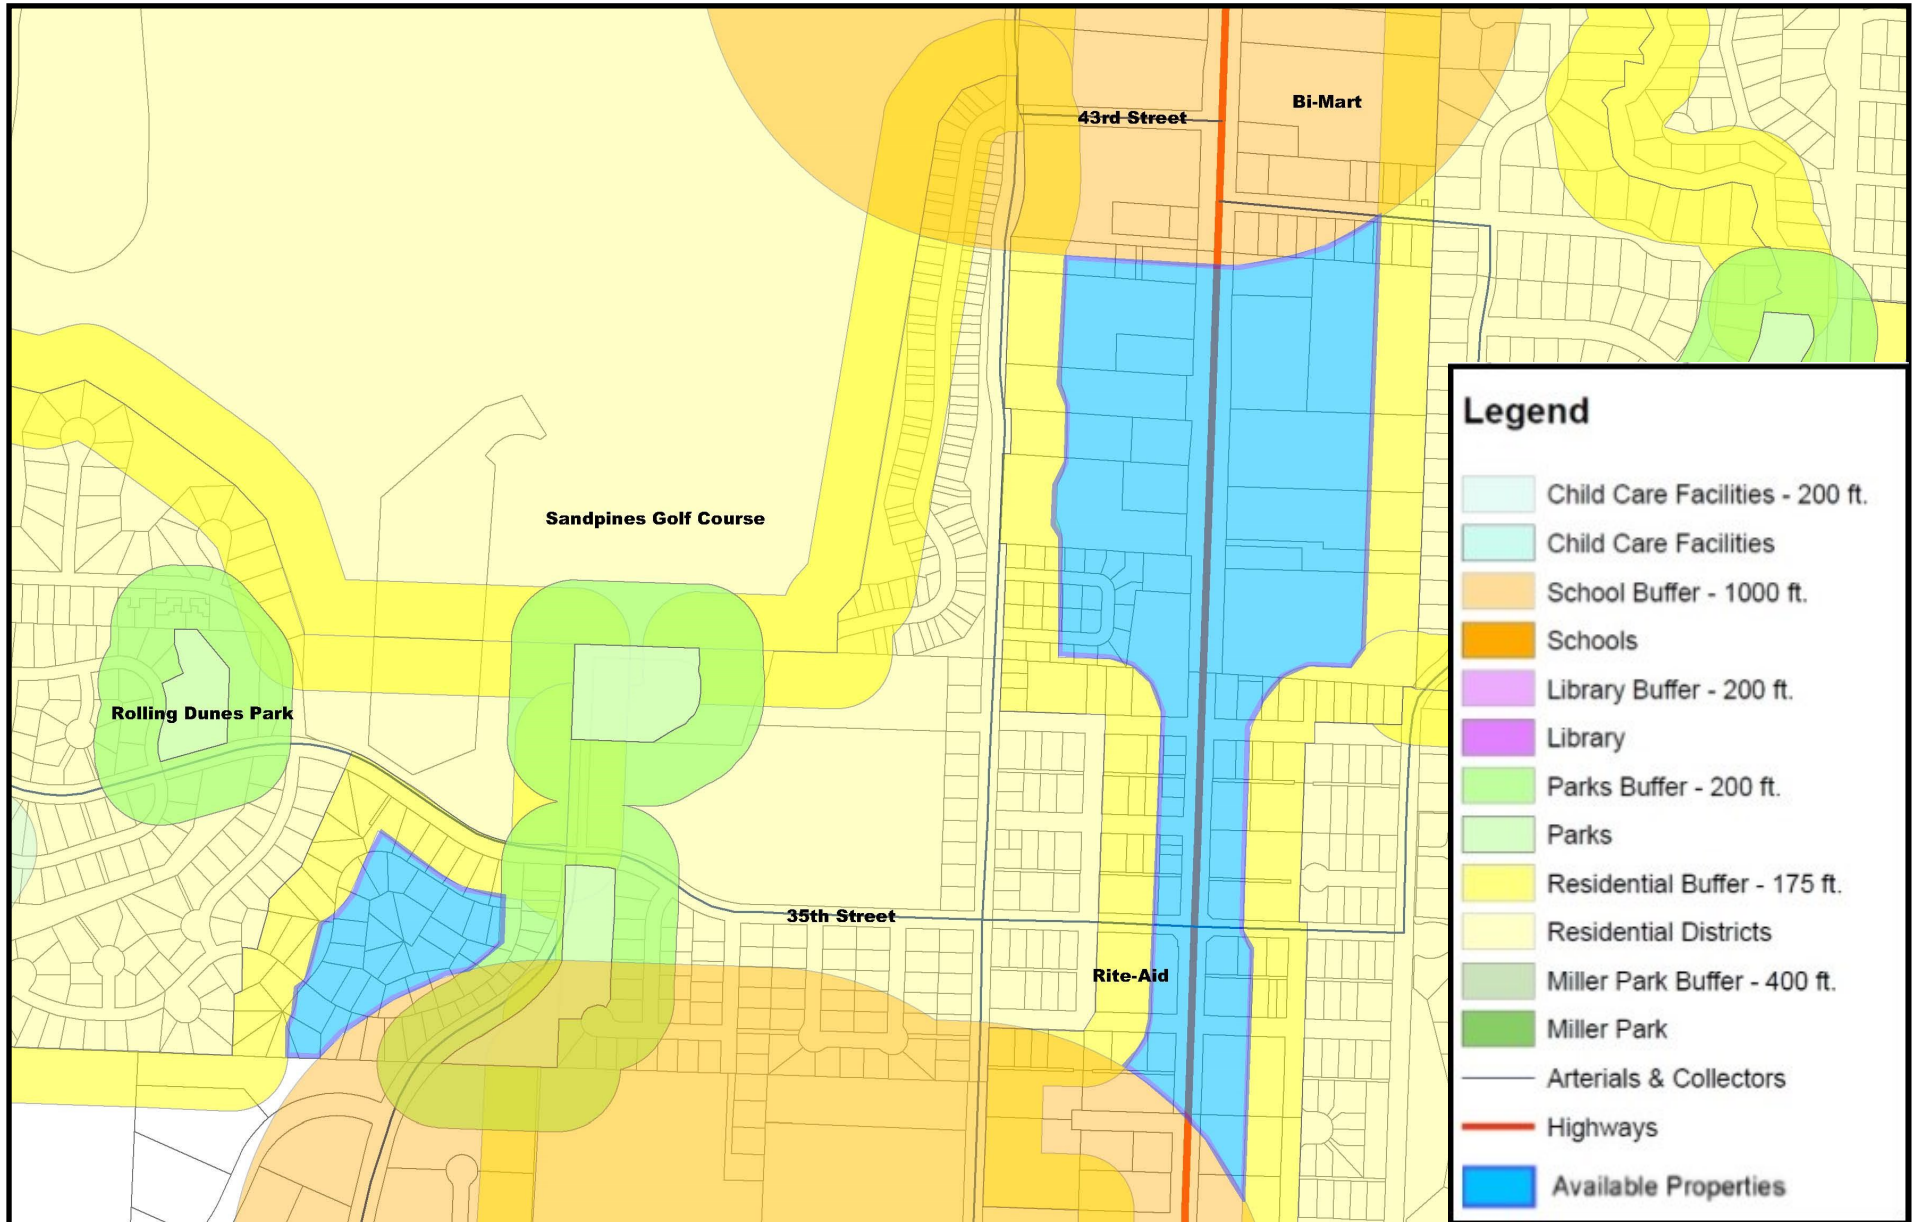 Bi-Mart
43rd Street
Sandpines Golf Course
Rolling Dunes Park
35th Street
Rite-Aid
Legend
Child Care Facilities - 200 ft.
Child Care Facilities
School Buffer - 1000 ft.
Schools
Library Buffer - 200 ft.
Library
Parks Buffer - 200 ft.
Parks
Residential Buffer - 175 ft.
Residential Districts
Miller Park Buffer - 400 ft.
Miller Park
Arterials & Collectors
Highways
Available Properties